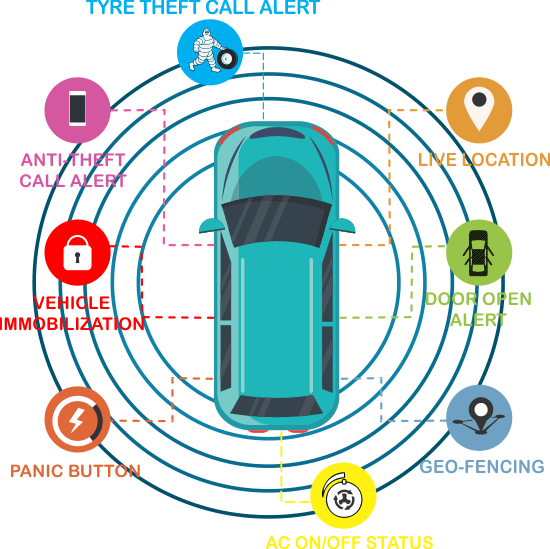 TYRE THEFT CALL ALERT
ANTI-THEFT
CALL ALERT
LIVE LOCATION
VEHICLE
IMMOBILIZATION
DOOR OPEN
ALERT
PANIC BUTTON
GEO-FENCING
AC ON/OFF STATUS